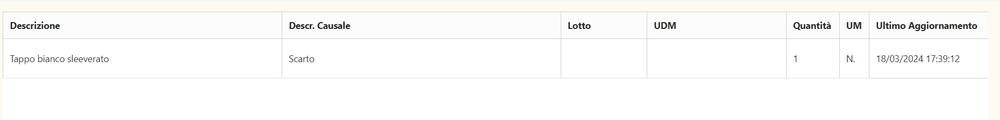 Descrizione Descr. Causale Lotto UDM Quantità UM Ultimo Aggiornamento
Tappo bianco sleeverato Scarto 1 N. 18/03/2024 17:39:12